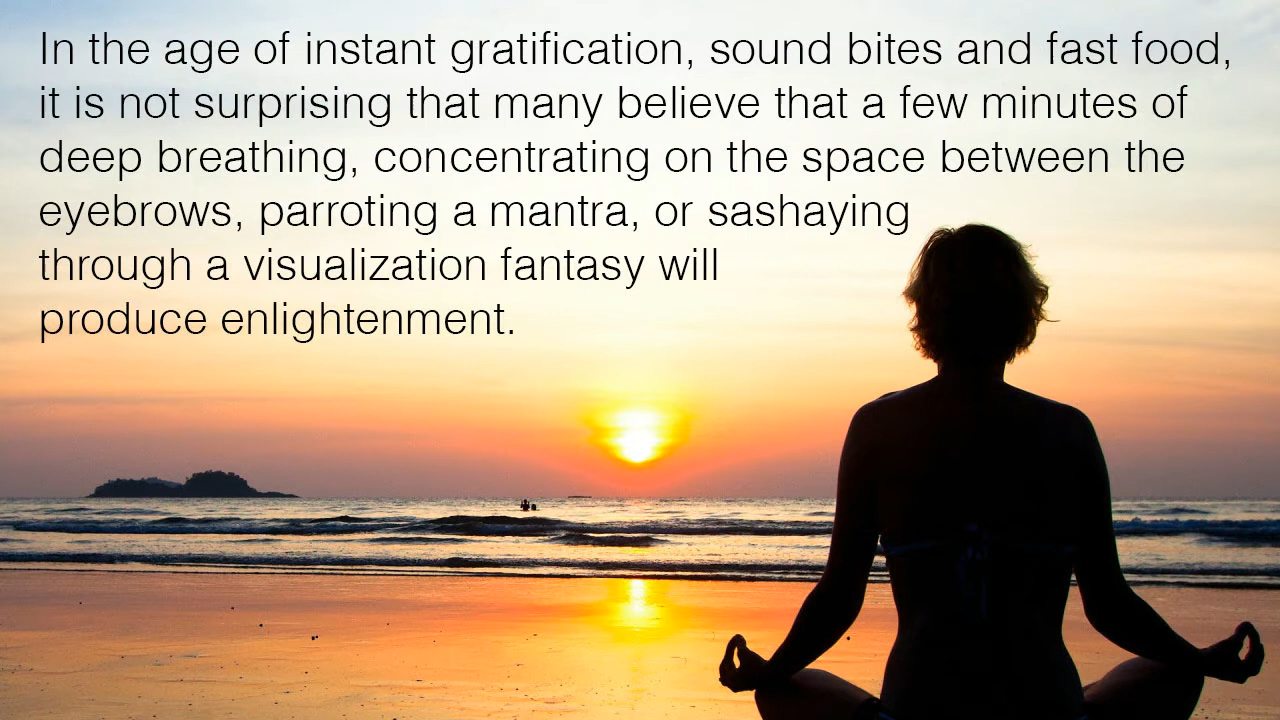 In the age of instant gratification, sound bites and fast food,
it is not surprising that many believe that a few minutes of
deep breathing, concentrating on the space between the
eyebrows, parroting a mantra, or sashaying
through a visualization fantasy will
produce enlightenment.